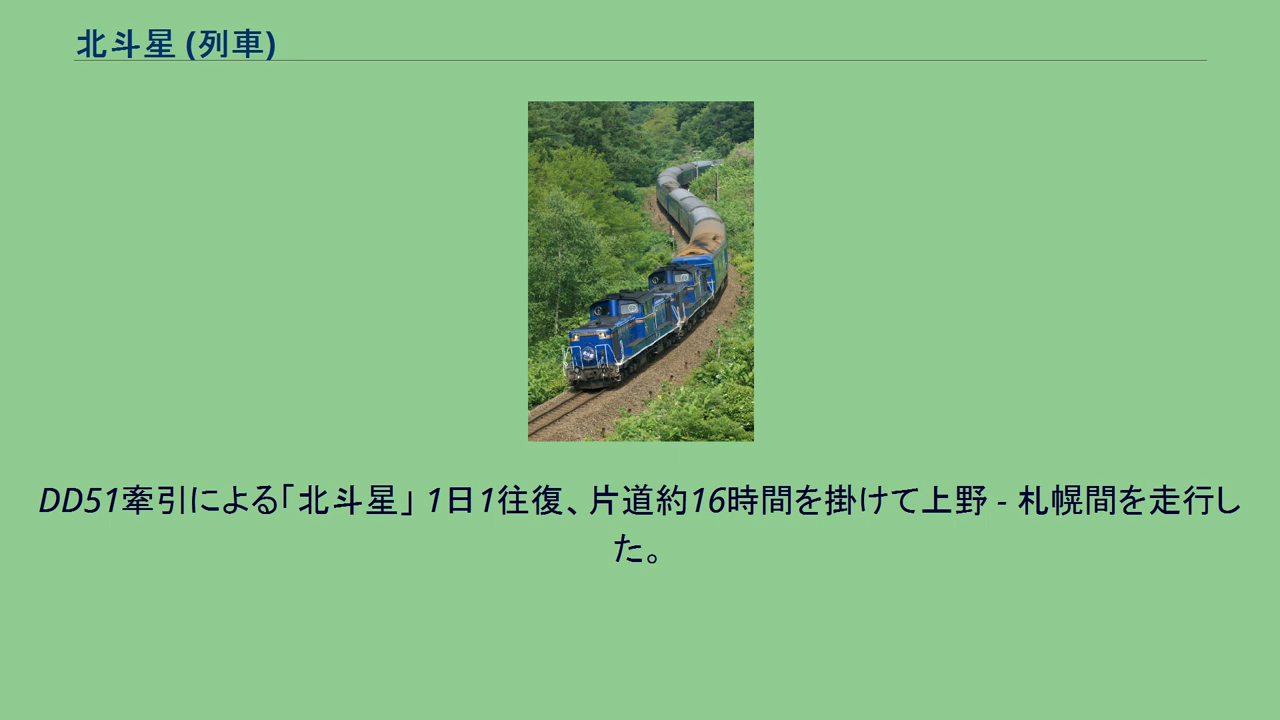 北斗星 (列車)
DD51牽引による「北斗星」 1日1往復、片道約16時間を掛けて上野 - 札幌間を走行し
た。